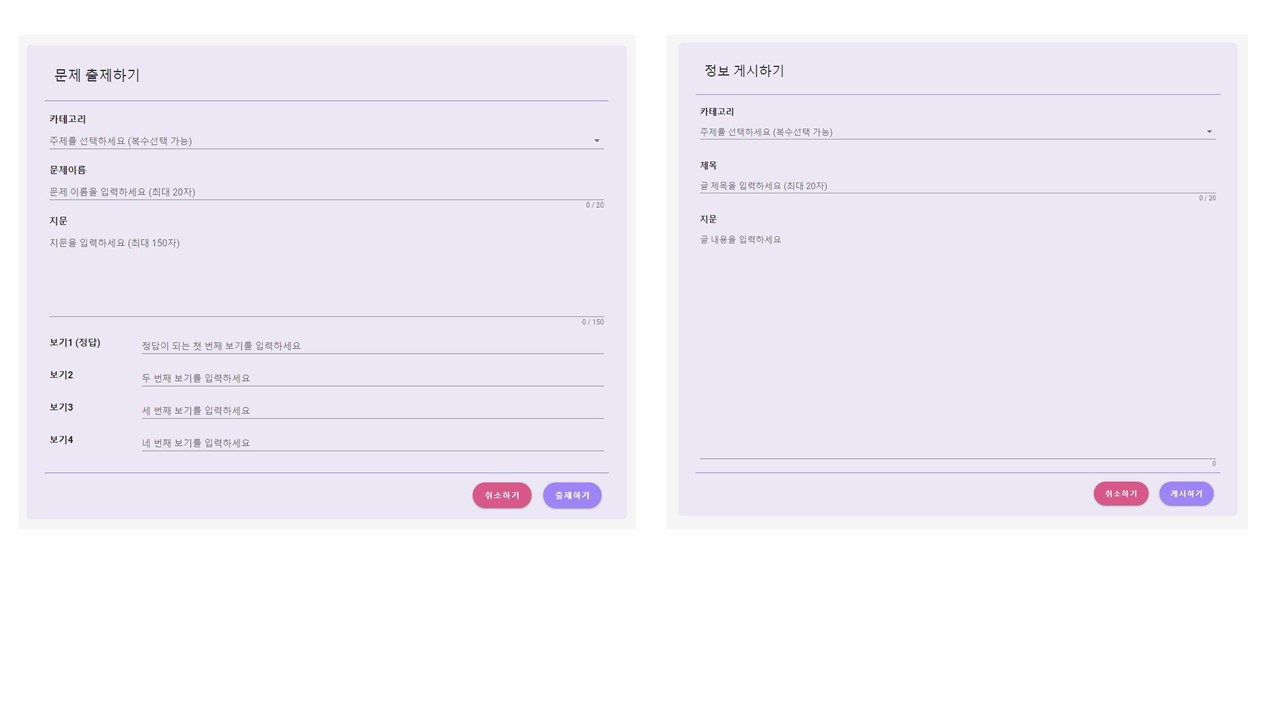 문제 출제하기
카테고리
주제를 선택하세요 (복수선택 가능)
문제이름
문제 이름을 입력하세요 (최대 20자)
0 / 20
지문
지문을 입력하세요 (최대 150자)
0 / 150
보기1 (정답)
정답이 되는 첫 번째 보기를 입력하세요
보기2
두 번째 보기를 입력하세요
보기3
세 번째 보기를 입력하세요
보기4
네 번째 보기를 입력하세요
취소하기
출제하기
정보 게시하기
카테고리
주제를 선택하세요 (복수선택 가능)
제목
글 제목을 입력하세요 (최대 20자)
0 / 20
지문
글 내용을 입력하세요
0
취소하기
게시하기